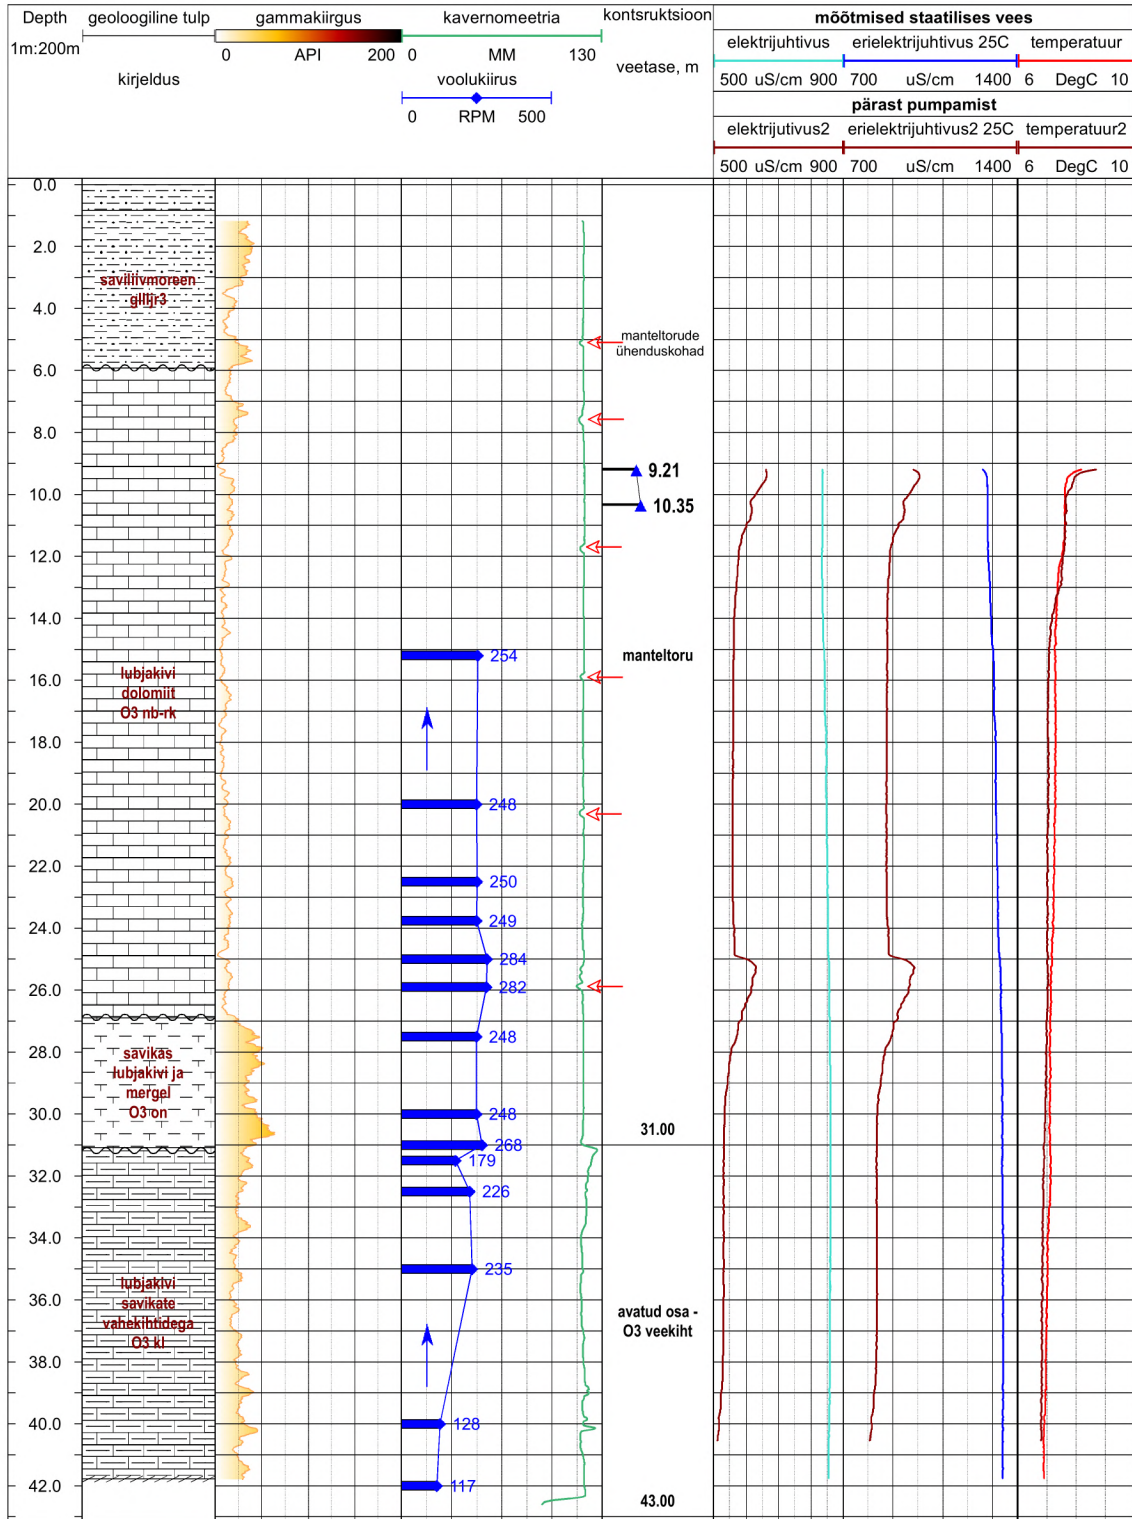 Depth
1m:200m
geoloogiline tulp
kirjeldus
gammakiirgus
0 API 200
kavernomeetria
0 MM 130
voolukiirus
0 RPM 500
kontsruktsioon
veetase, m
mõõtmised staatilises vees
elektrijuhtivus
500 uS/cm 900
erielektrijuhtivus 25C
700 uS/cm 1400
temperatuur
6 DegC 10
pärast pumpamist
elektrijutivus2
500 uS/cm 900
erielektrijuhtivus2 25C
700 uS/cm 1400
temperatuur2
6 DegC 10
0.0
2.0
4.0
6.0
8.0
10.0
12.0
14.0
16.0
18.0
20.0
22.0
24.0
26.0
28.0
30.0
32.0
34.0
36.0
38.0
40.0
42.0
saviliivmoreen
gIIIjr3
lubjakivi
dolomiit
O3 nb-rk
savikas
lubjakivi ja
mergel
O3 on
lubjakivi
savikate
vahekihtidega
O3 kl
254
248
250
249
284
282
248
248
268
179
226
235
128
117
manteltorude
ühenduskohad
9.21
10.35
manteltoru
31.00
avatud osa -
O3 veekiht
43.00